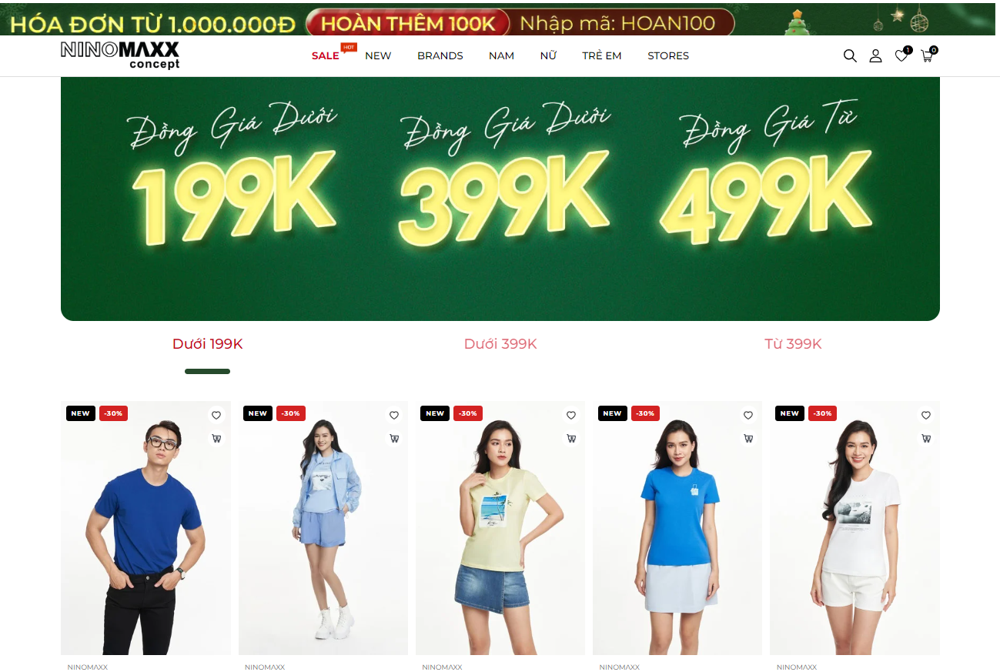 HÓA ĐƠN TỪ 1.000.000Đ HOÀN THÊM 100K Nhập mã: HOAN100
NINOMAXX
concept
SALE HOT NEW BRANDS NAM NỮ TRẺ EM STORES 1 0
Đồng Giá Dưới Đồng Giá Dưới Đồng Giá Từ
199K 399K 499K
Dưới 199K Dưới 399K Từ 399K
NEW -30% NEW -30% NEW -30% NEW -30% NEW -30%
NINOMAXX NINOMAXX NINOMAXX NINOMAXX NINOMAXX